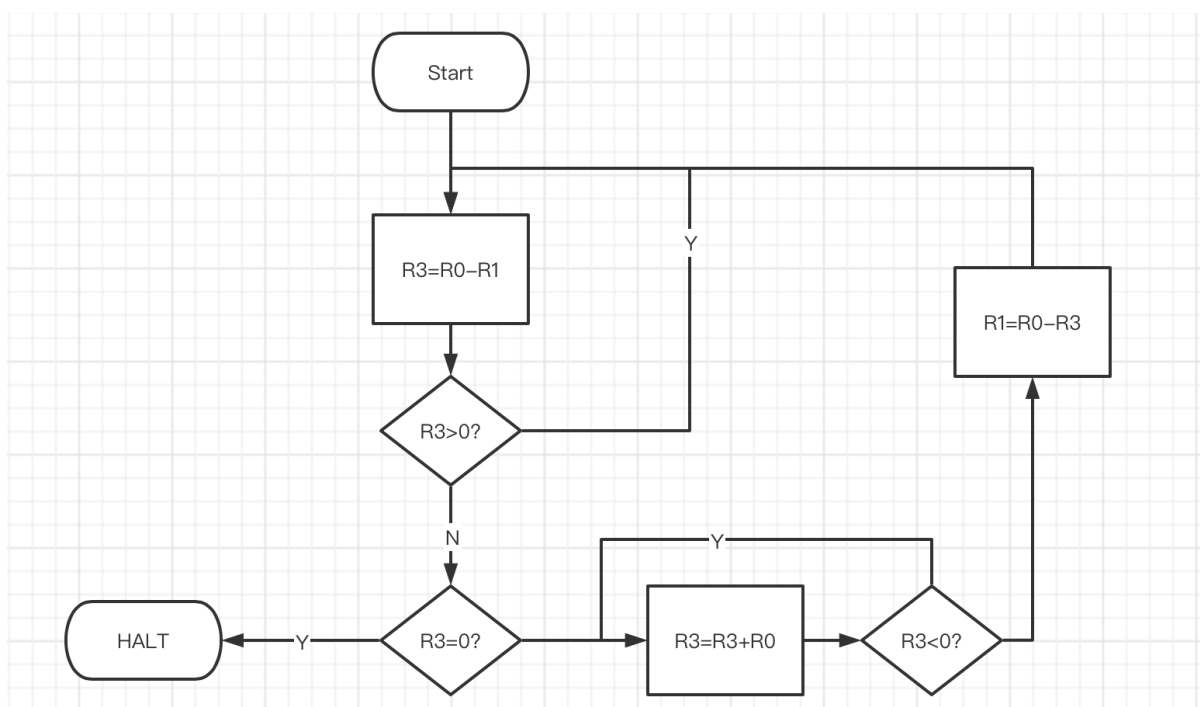 Start
Y
R3=R0−R1
R1=R0−R3
R3>0?
N
Y
HALT
Y
R3=0?
R3=R3+R0
R3<0?